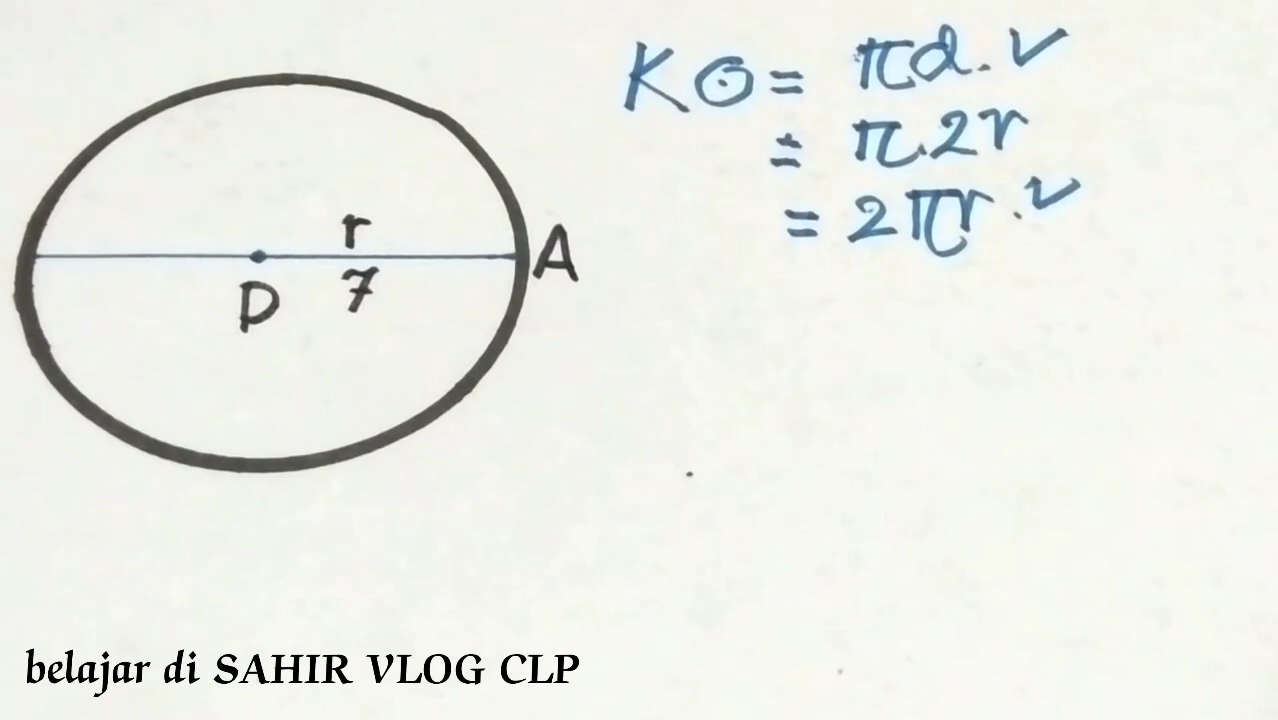 K⊙ = πd. ✓
= π.2r
= 2πr. ✓
r
7
D
A
belajar di SAHIR VLOG CLP